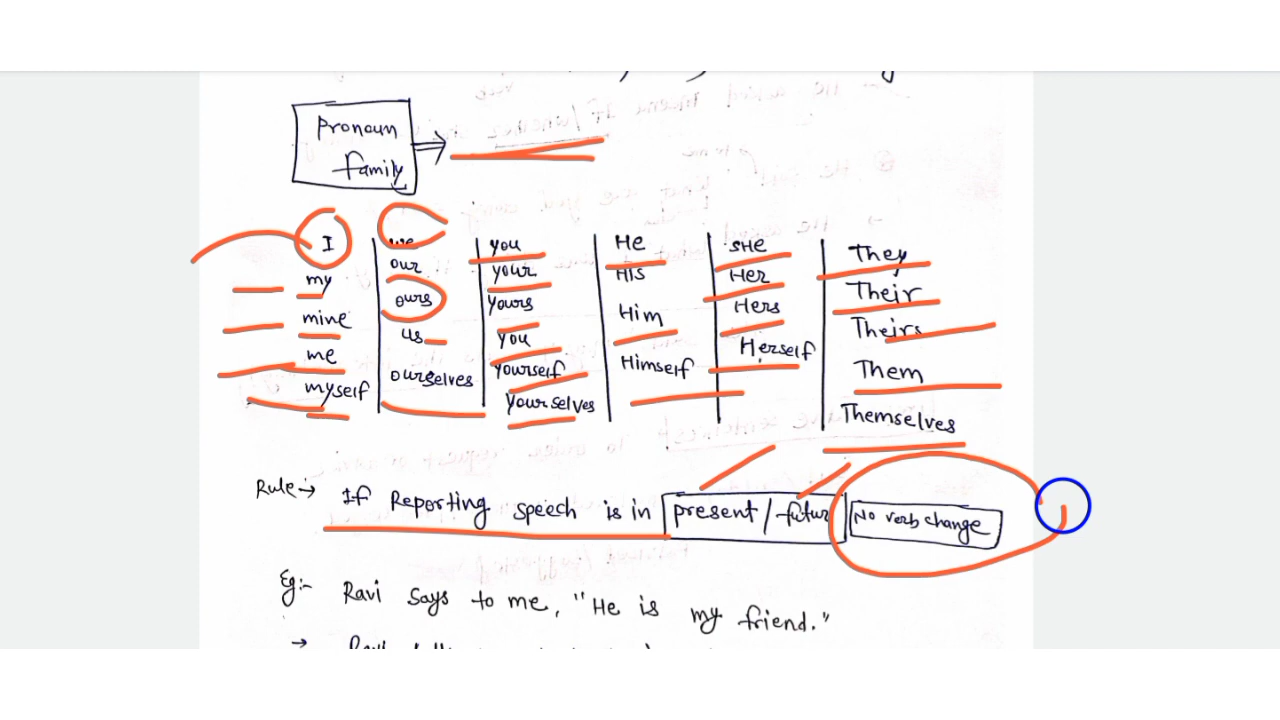 Pronoun
family
I we you He SHe They
my our your His Her Their
mine ours yours Him Hers Theirs
me us you Himself Herself Them
myself ourselves yourself Themselves
yourselves
Rule→ If Reporting speech is in present / futur No verb change
Eg:- Ravi says to me, "He is my friend."
→